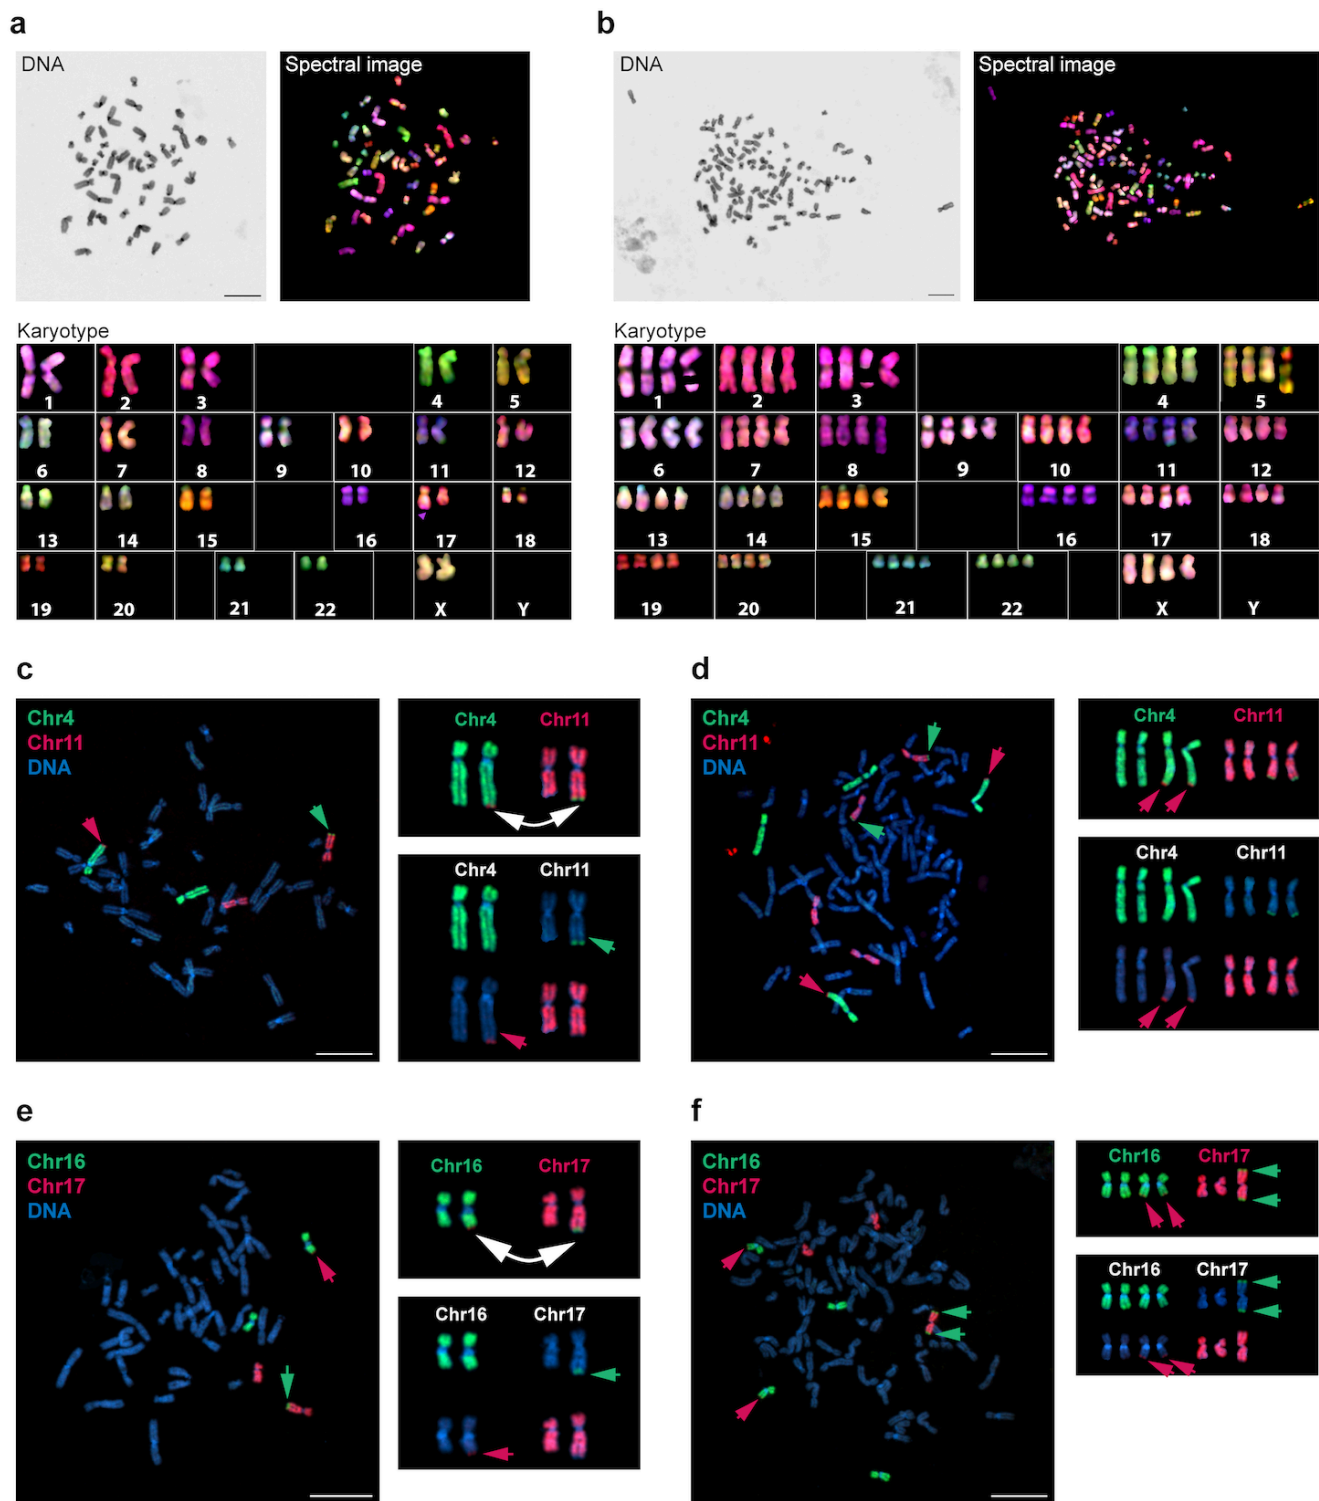 a
DNA
Spectral image
Karyotype
1 2 3 4 5
6 7 8 9 10 11 12
13 14 15 16 17 18
19 20 21 22 X Y
b
DNA
Spectral image
Karyotype
1 2 3 4 5
6 7 8 9 10 11 12
13 14 15 16 17 18
19 20 21 22 X Y
c
Chr4
Chr11
DNA
Chr4 Chr11
Chr4 Chr11
d
Chr4
Chr11
DNA
Chr4 Chr11
Chr4 Chr11
e
Chr16
Chr17
DNA
Chr16 Chr17
Chr16 Chr17
f
Chr16
Chr17
DNA
Chr16 Chr17
Chr16 Chr17